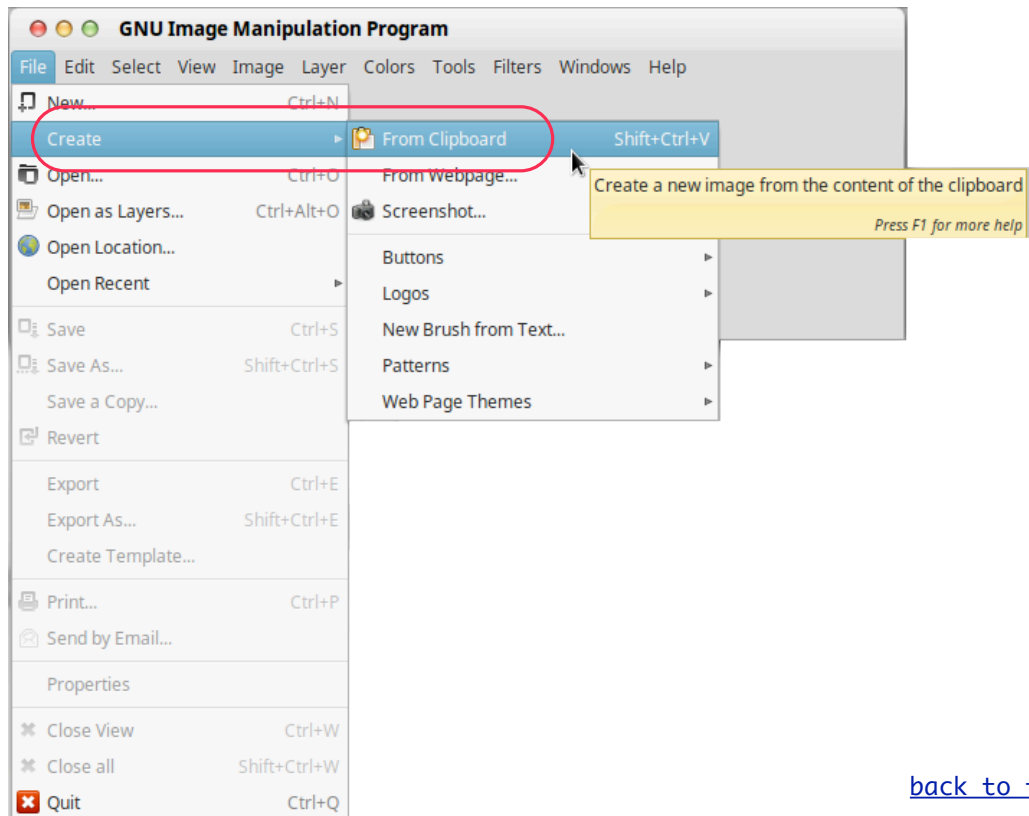 GNU Image Manipulation Program
File Edit Select View Image Layer Colors Tools Filters Windows Help
New... Ctrl+N
Create
Open... Ctrl+O
Open as Layers... Ctrl+Alt+O
Open Location...
Open Recent
Save Ctrl+S
Save As... Shift+Ctrl+S
Save a Copy...
Revert
Export Ctrl+E
Export As... Shift+Ctrl+E
Create Template...
Print... Ctrl+P
Send by Email...
Properties
Close View Ctrl+W
Close all Shift+Ctrl+W
Quit Ctrl+Q
From Clipboard Shift+Ctrl+V
From Webpage...
Screenshot...
Buttons
Logos
New Brush from Text...
Patterns
Web Page Themes
Create a new image from the content of the clipboard
Press F1 for more help
back to